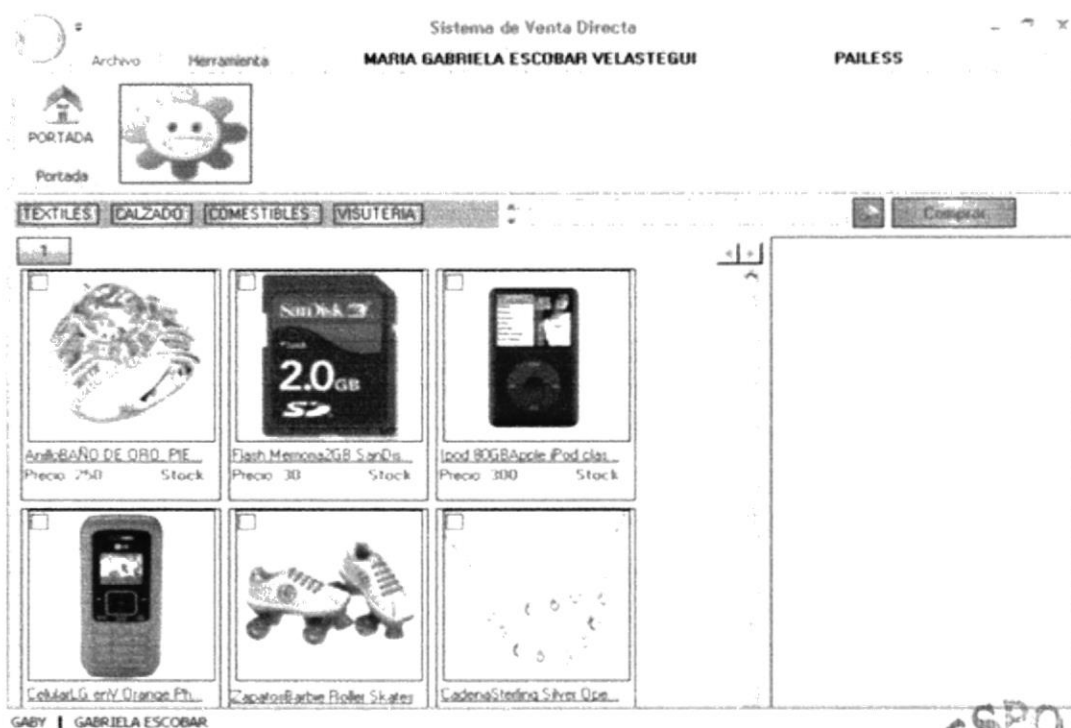 Sistema de Venta Directa
Archivo Herramienta MARIA GABRIELA ESCOBAR VELASTEGUI PAILESS
PORTADA
Portada
TEXTILES CALZADO COMESTIBLES VISUTERIA Comprar
1
SanDisk
2.0GB
AnilloBAÑO DE ORO, PIE... Flash Memoria2GB SanDis... Ipod 80GBApple iPod clas...
Precio 250 Stock Precio 30 Stock Precio 300 Stock
CelularLG enV Orange Ph... ZapatosBarbie Roller Skates CadenaSterling Silver Ope...
GABY | GABRIELA ESCOBAR